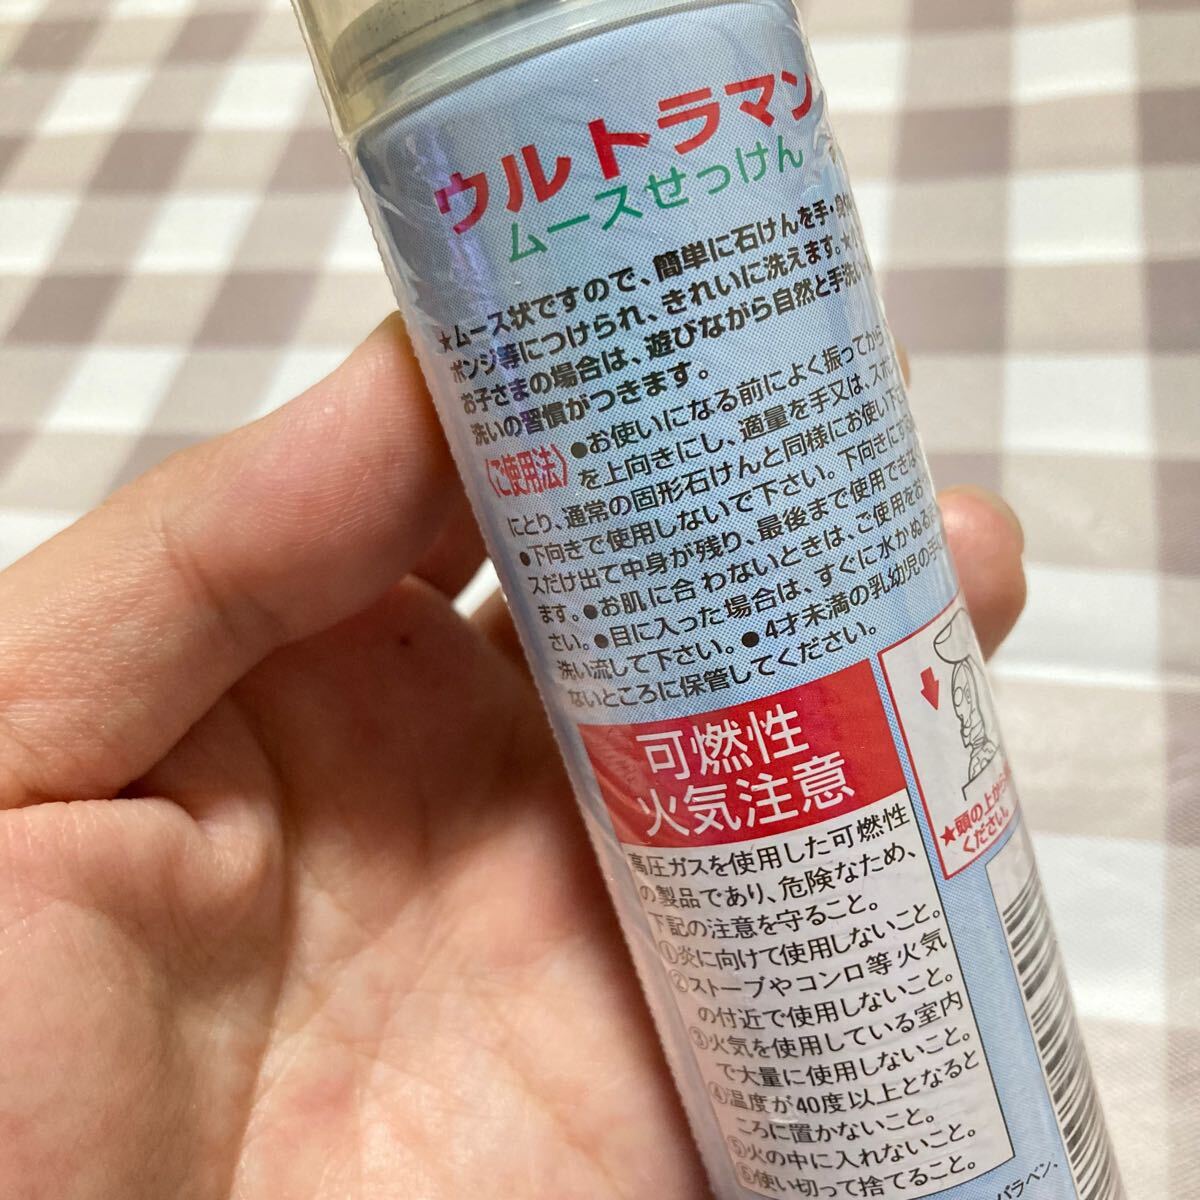 ウルトラマン
ムースせっけん
★ムース状ですので、簡単に石けんを手・
ポンジ等につけられ、きれいに洗えます。★
お子さまの場合は、遊びながら自然と手洗
洗いの習慣がつきます。
〈ご使用法〉●お使いになる前によく振ってから
を上向きにし、適量を手又は、スポン
にとり、通常の固形石けんと同様にお使い下
●下向きで使用しないで下さい。下向きにす
スだけ出て中身が残り、最後まで使用できな
ます。●お肌に合わないときは、ご使用をお
さい。●目に入った場合は、すぐに水かぬる
洗い流して下さい。●4才未満の乳幼児の手
ないところに保管してください。
可燃性
火気注意
高圧ガスを使用した可燃性
の製品であり、危険なため、
下記の注意を守ること。
①炎に向けて使用しないこと。
②ストーブやコンロ等火気
の付近で使用しないこと。
③火気を使用している室内
で大量に使用しないこと。
④温度が40度以上となると
ころに置かないこと。
⑤火の中に入れないこと。
⑥使い切って捨てること。
★頭の上から
ください。
パラベン、